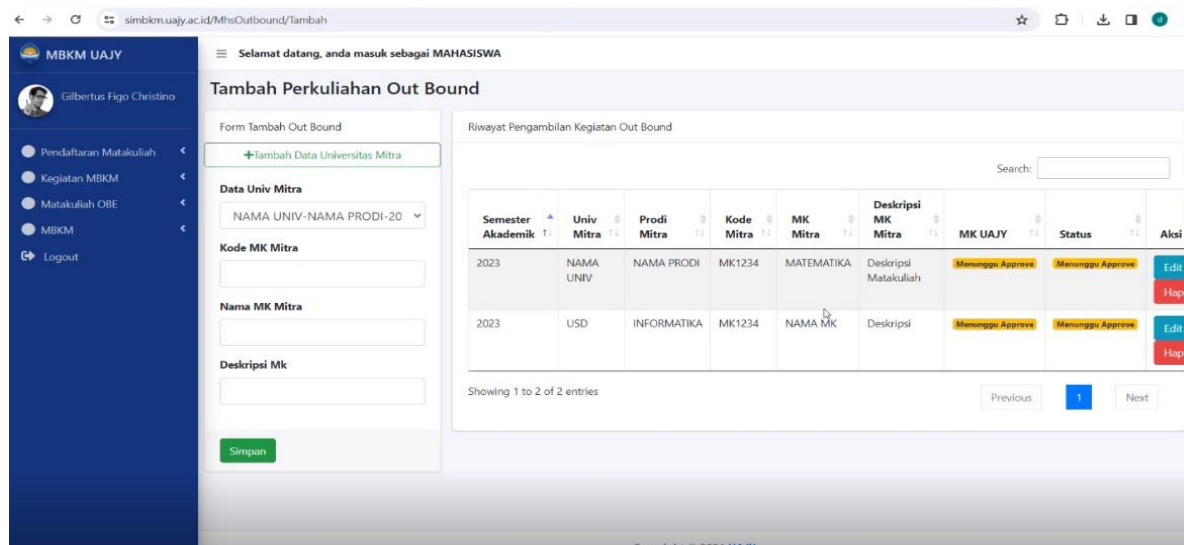 simbkm.uajy.ac.id/MhsOutbound/Tambah
d
MBKM UAJY
Selamat datang, anda masuk sebagai MAHASISWA
Gilbertus Figo Christino
Pendaftaran Matakuliah
Kegiatan MBKM
Matakuliah OBE
MBKM
Logout
Tambah Perkuliahan Out Bound
Form Tambah Out Bound
+Tambah Data Universitas Mitra
Data Univ Mitra
NAMA UNIV-NAMA PRODI-20
Kode MK Mitra
Nama MK Mitra
Deskripsi Mk
Simpan
Riwayat Pengambilan Kegiatan Out Bound
Search:
Semester Akademik Univ Mitra Prodi Mitra Kode Mitra MK Mitra Deskripsi MK Mitra MK UAJY Status Aksi
2023 NAMA UNIV NAMA PRODI MK1234 MATEMATIKA Deskripsi Matakuliah Menunggu Approve Menunggu Approve Edit Hap
2023 USD INFORMATIKA MK1234 NAMA MK Deskripsi Menunggu Approve Menunggu Approve Edit Hap
Showing 1 to 2 of 2 entries
Previous 1 Next